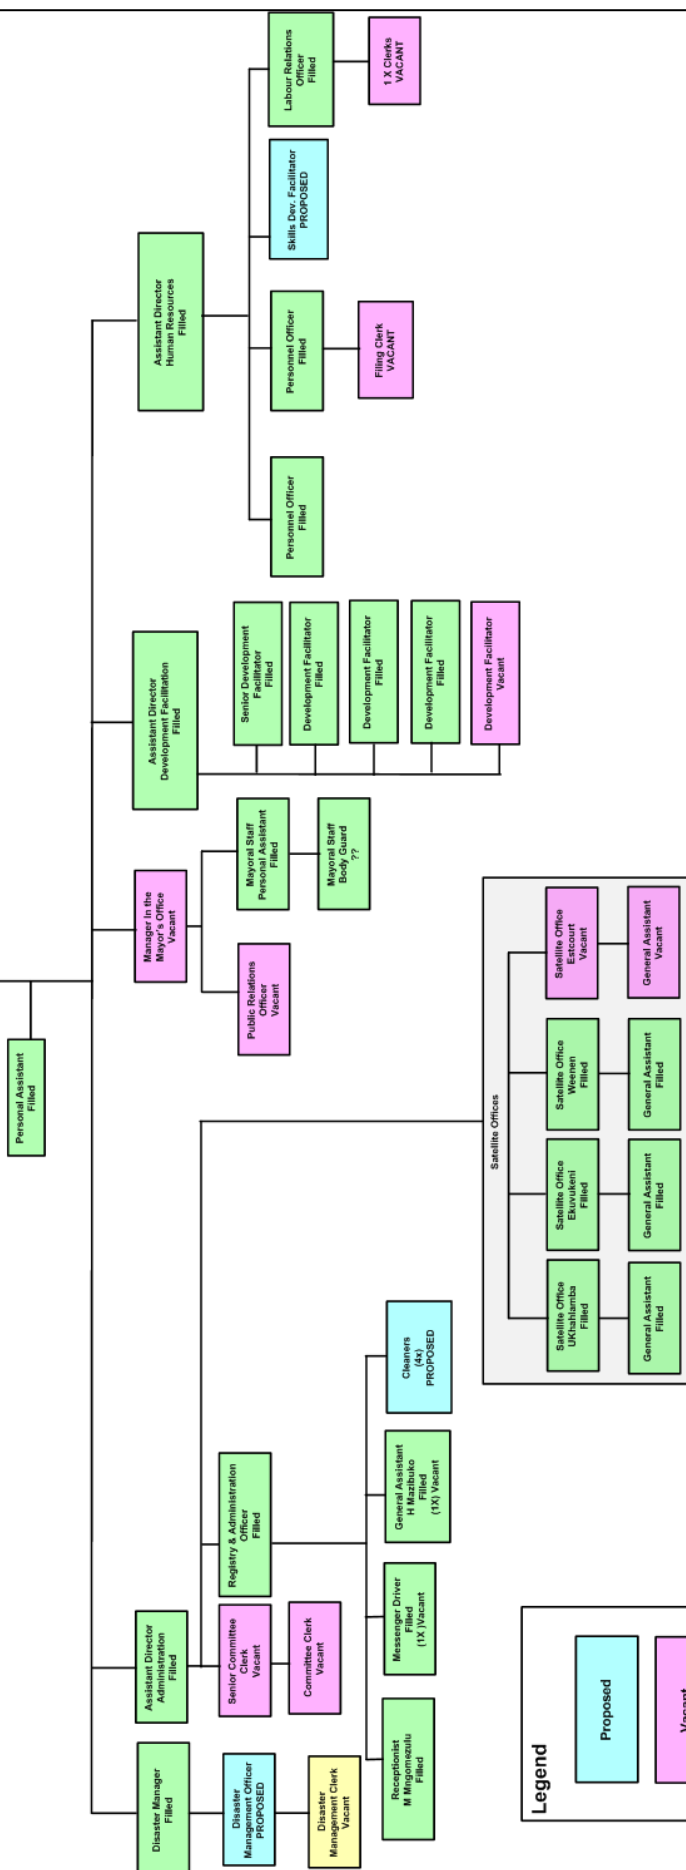 Personal Assistant
Filled
Disaster Manager
Filled
Disaster
Management Officer
PROPOSED
Disaster
Management Clerk
Vacant
Assistant Director
Administration
Filled
Senior Committee
Clerk
Vacant
Committee Clerk
Vacant
Registry & Administration
Officer
Filled
Receptionist
M Mngomezulu
Filled
Messenger Driver
Filled
(1X )Vacant
General Assistant
H Mazibuko
Filled
(1X) Vacant
Cleaners
(4x)
PROPOSED
Satellite Offices
Satellite Office
UKhahlamba
Filled
General Assistant
Filled
Satellite Office
Ekuvukeni
Filled
General Assistant
Filled
Satellite Office
Weenen
Filled
General Assistant
Filled
Satellite Office
Estcourt
Vacant
General Assistant
Vacant
Manager In the
Mayor's Office
Vacant
Public Relations
Officer
Vacant
Mayoral Staff
Personal Assistant
Filled
Mayoral Staff
Body Guard
??
Assistant Director
Development Facilitation
Filled
Senior Development
Facilitator
Filled
Development Facilitator
Filled
Development Facilitator
Filled
Development Facilitator
Filled
Development Facilitator
Vacant
Assistant Director
Human Resources
Filled
Personnel Officer
Filled
Personnel Officer
Filled
Filing Clerk
VACANT
Skills Dev. Facilitator
PROPOSED
Labour Relations
Officer
Filled
1 X Clerks
VACANT
Legend
Proposed
Vacant